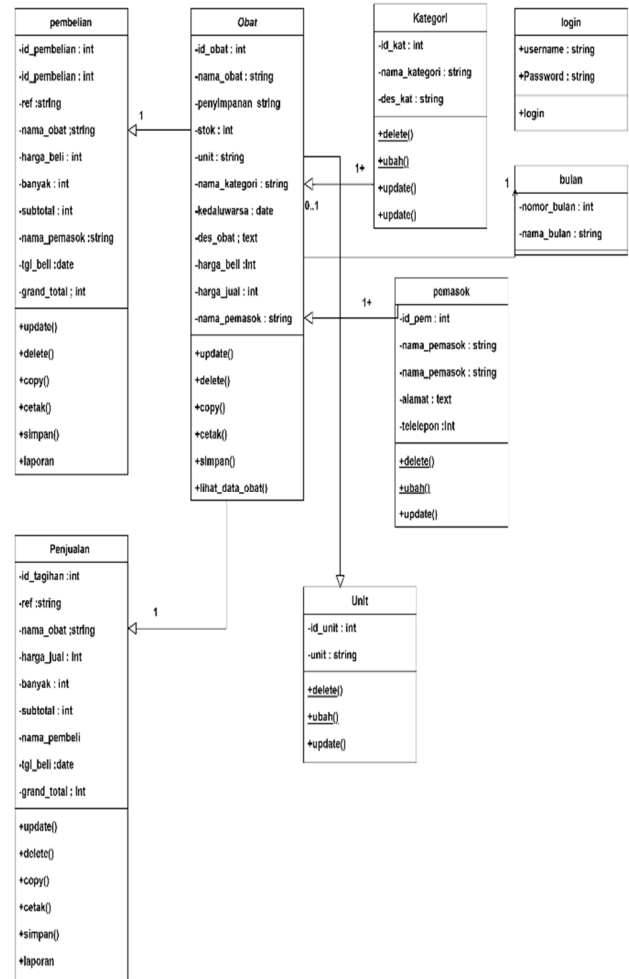 pembelian
-id_pembelian : int
-id_pembelian : int
-ref :string
-nama_obat ;string
-harga_beli : int
-banyak : int
-subtotal : int
-nama_pemasok :string
-tgl_beli :date
-grand_total ; int
+update()
+delete()
+copy()
+cetak()
+simpan()
+laporan
1
Obat
-id_obat : int
-nama_obat : string
-penyimpanan string
-stok : int
-unit : string
-nama_kategori : string
-kedaluwarsa : date
-des_obat ; text
-harga_beli :int
-harga_jual : int
-nama_pemasok : string
+update()
+delete()
+copy()
+cetak()
+simpan()
+lihat_data_obat()
Kategori
-id_kat : int
-nama_kategori : string
-des_kat : string
+delete()
+ubah()
+update()
+update()
1+
0..1
login
+username : string
+Password : string
+login
1
bulan
-nomor_bulan : int
-nama_bulan : string
1+
pemasok
-id_pem : int
-nama_pemasok : string
-nama_pemasok : string
-alamat : text
-telelepon :int
+delete()
+ubah()
+update()
Penjualan
-id_tagihan :int
-ref :string
-nama_obat ;string
-harga_jual : int
-banyak : int
-subtotal : int
-nama_pembeli
-tgl_beli :date
-grand_total ; int
+update()
+delete()
+copy()
+cetak()
+simpan()
+laporan
1
Unit
-id_unit : int
-unit : string
+delete()
+ubah()
+update()